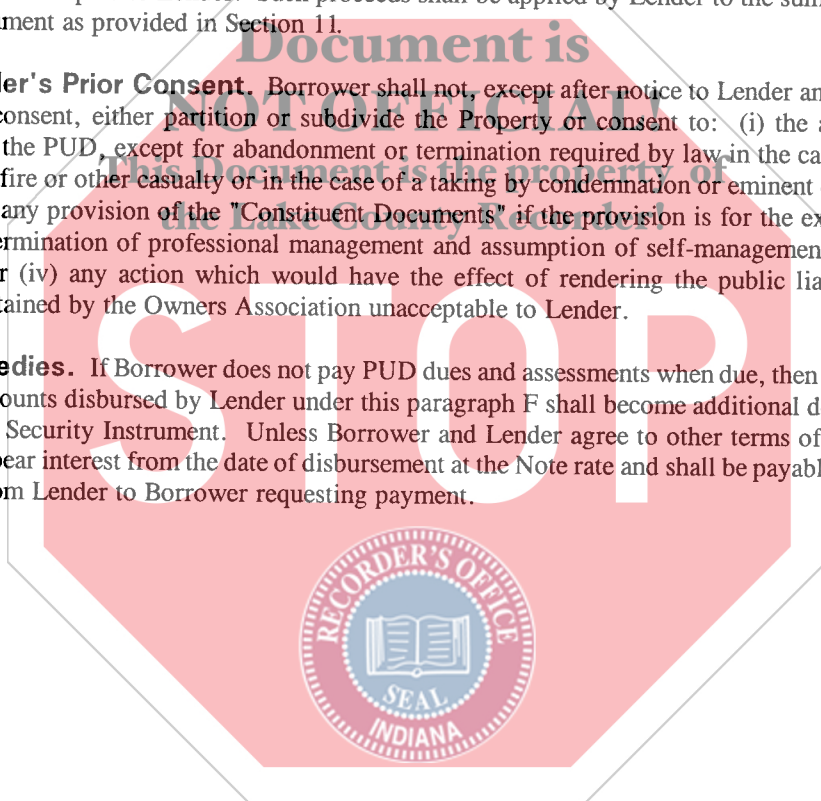 Document is
NOT OFFICIAL!
This Document is the property of
the Lake County Recorder!
STOP
ment as provided in Section 11.
er's Prior Consent. Borrower shall not, except after notice to Lender
consent, either partition or subdivide the Property or consent to: (i) the
the PUD, except for abandonment or termination required by law in the
fire or other casualty or in the case of a taking by condemnation or eminent
any provision of the "Constituent Documents" if the provision is for the
ermination of professional management and assumption of self-managemen
r (iv) any action which would have the effect of rendering the public
tained by the Owners Association unacceptable to Lender.
edies. If Borrower does not pay PUD dues and assessments when due, then
ounts disbursed by Lender under this paragraph F shall become additional
Security Instrument. Unless Borrower and Lender agree to other terms of
ear interest from the date of disbursement at the Note rate and shall be payabl
om Lender to Borrower requesting payment.
RECORDER'S OFFICE
SEAL
INDIANA